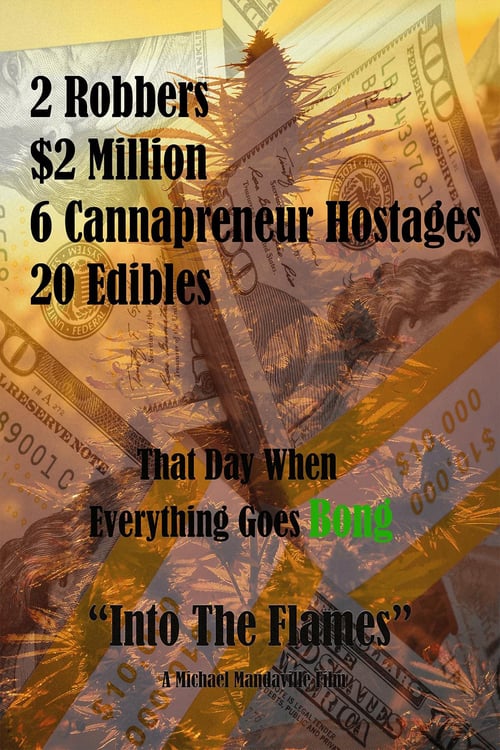 2 Robbers
$2 Million
6 Cannapreneur Hostages
20 Edibles
That Day When
Everything Goes Bong
“Into The Flames”
A Michael Mandaville Film